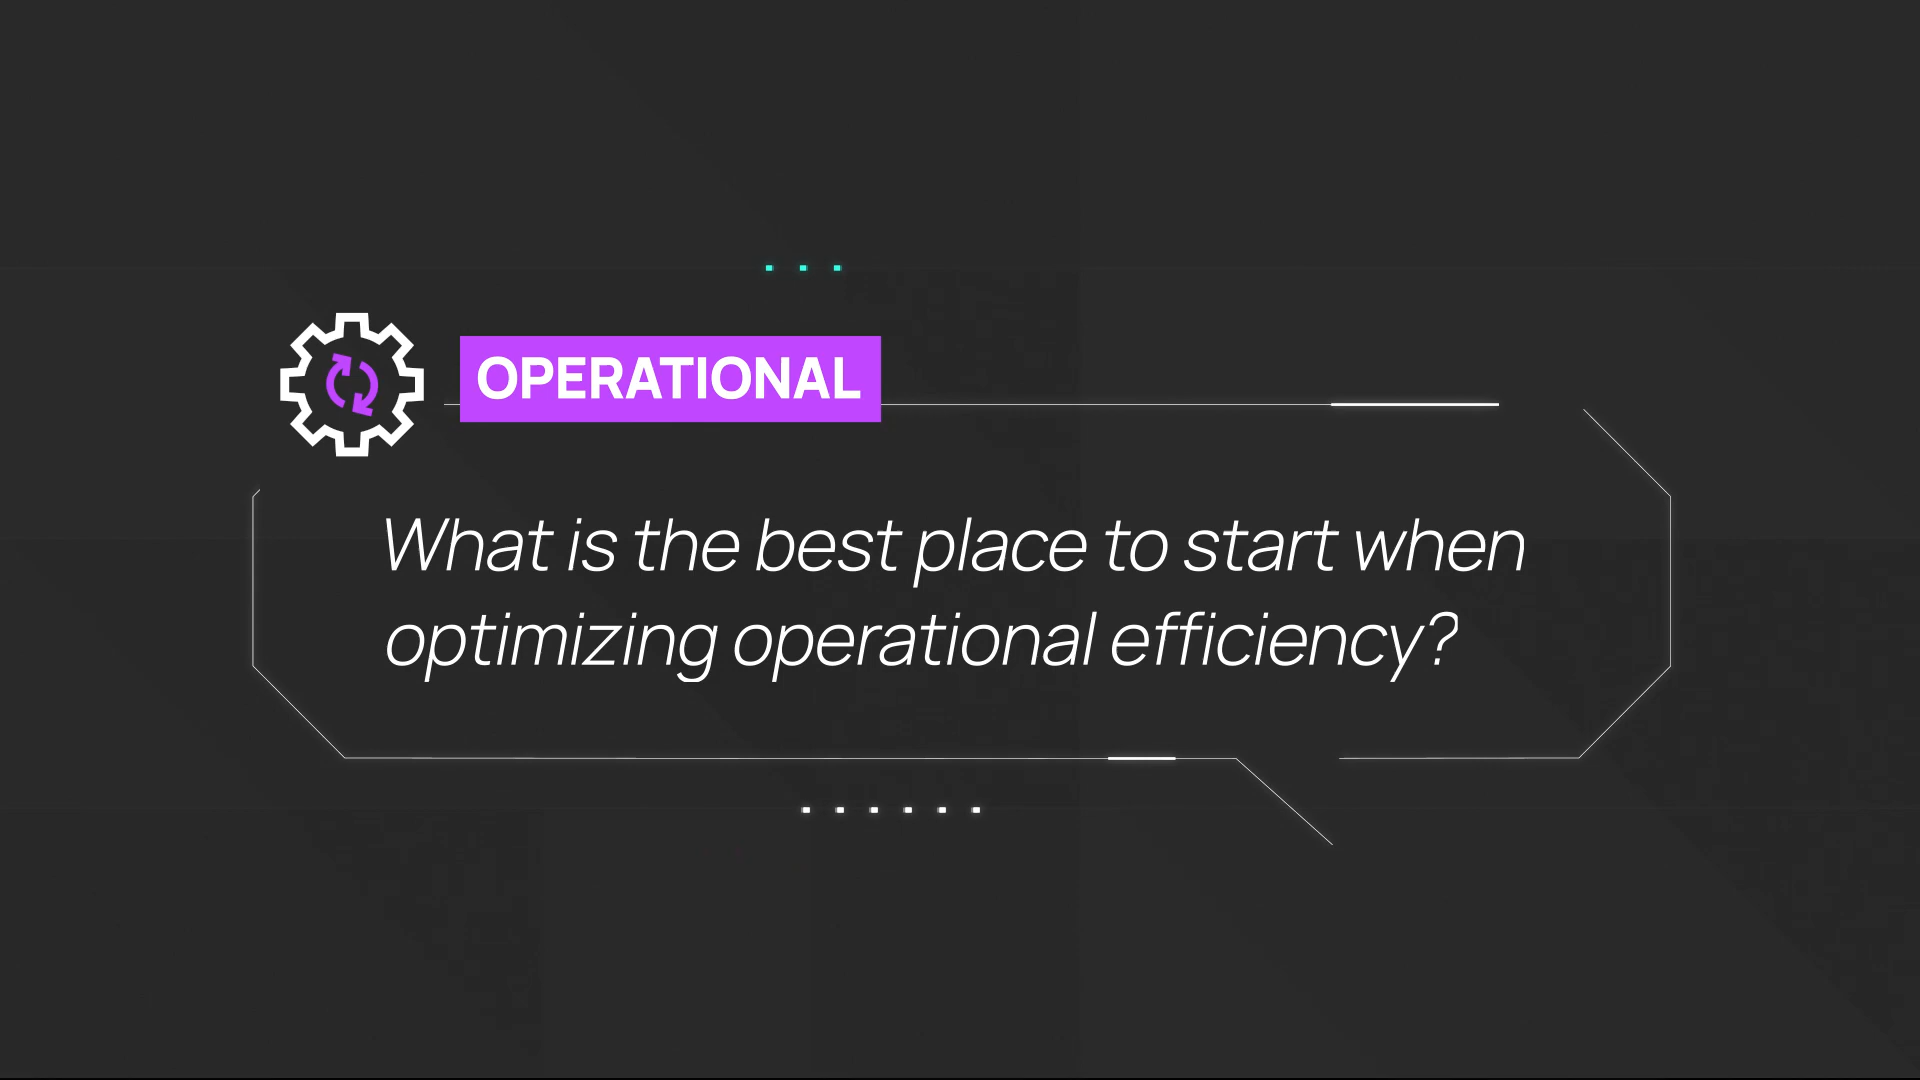 OPERATIONAL
What is the best place to start when
optimizing operational efficiency?